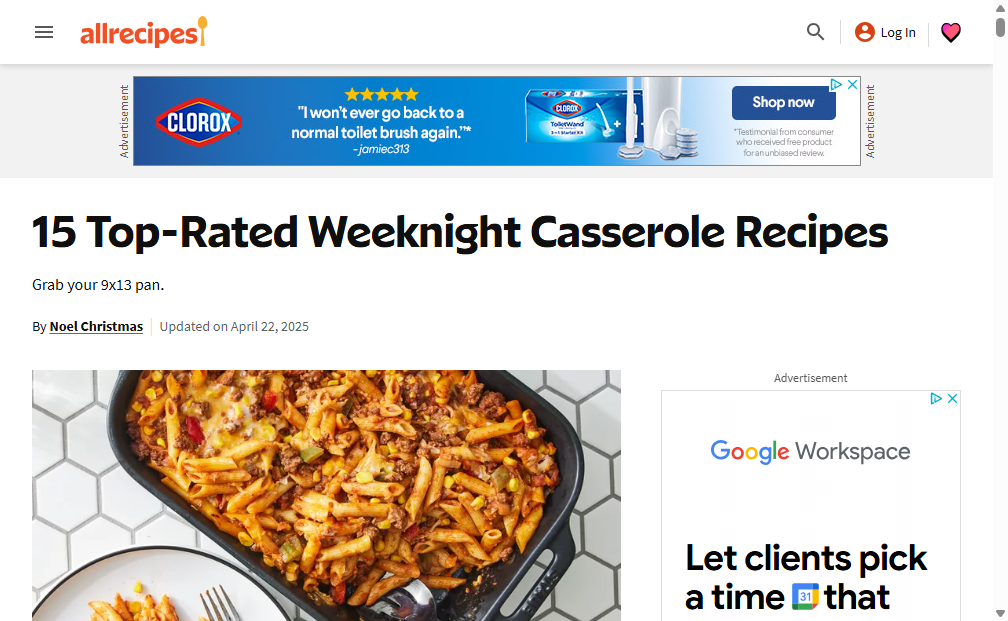 allrecipes
Log In
Advertisement
CLOROX
"I won't ever go back to a
normal toilet brush again."*
-jamiec313
CLOROX
ToiletWand
Shop now
*Testimonial from consumer
who received free product
for an unbiased review.
Advertisement
15 Top-Rated Weeknight Casserole Recipes
Grab your 9x13 pan.
By Noel Christmas
Updated on April 22, 2025
Advertisement
Google Workspace
Let clients pick
a time 31 that